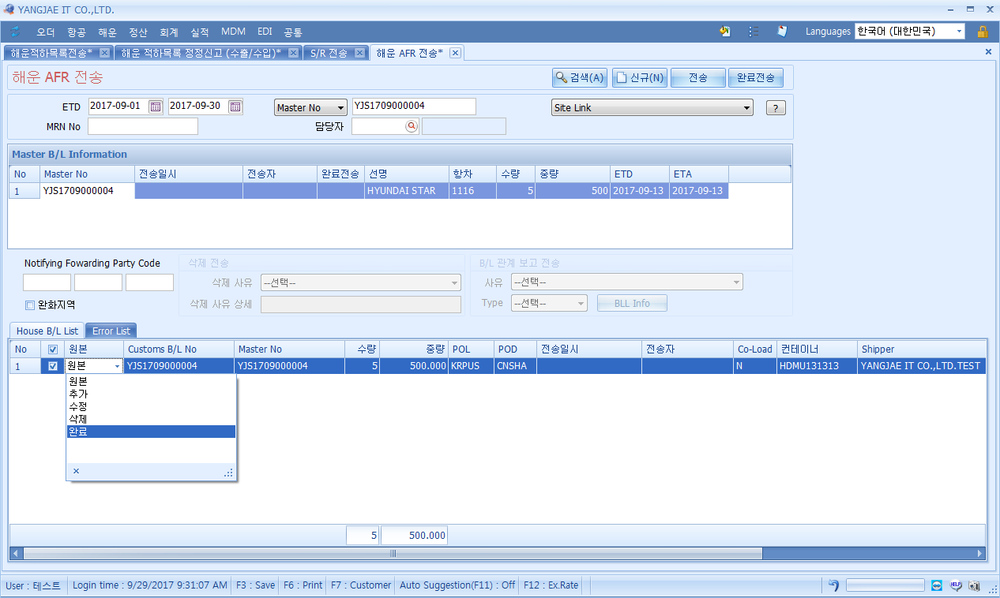 YANGJAE IT CO.,LTD.
오더 항공 해운 정산 회계 실적 MDM EDI 공통 Languages 한국어 (대한민국)
해운적하목록전송* 해운 적하목록 정정신고 (수출/수입)* S/R 전송 해운 AFR 전송*
해운 AFR 전송 검색(A) 신규(N) 전송 완료전송
ETD 2017-09-01 2017-09-30 Master No YJS1709000004 Site Link ?
MRN No 담당자
Master B/L Information
No Master No 전송일시 전송자 완료전송 선명 항차 수량 중량 ETD ETA
1 YJS1709000004 HYUNDAI STAR 1116 5 500 2017-09-13 2017-09-13
Notifying Fowarding Party Code 삭제 전송 B/L 관계 보고 전송
삭제 사유 --선택-- 사유 --선택--
완화지역 삭제 사유 상세 Type --선택-- BLL Info
House B/L List Error List
No 원본 Customs B/L No Master No 수량 중량 POL POD 전송일시 전송자 Co-Load 컨테이너 Shipper
1 원본 YJS1709000004 YJS1709000004 5 500.000 KRPUS CNSHA N HDMU131313 YANGJAE IT CO.,LTD.TEST
원본
추가
수정
삭제
완료
5 500.000
User : 테스트 Login time : 9/29/2017 9:31:07 AM F3 : Save F6 : Print F7 : Customer Auto Suggestion(F11) : Off F12 : Ex.Rate HELP